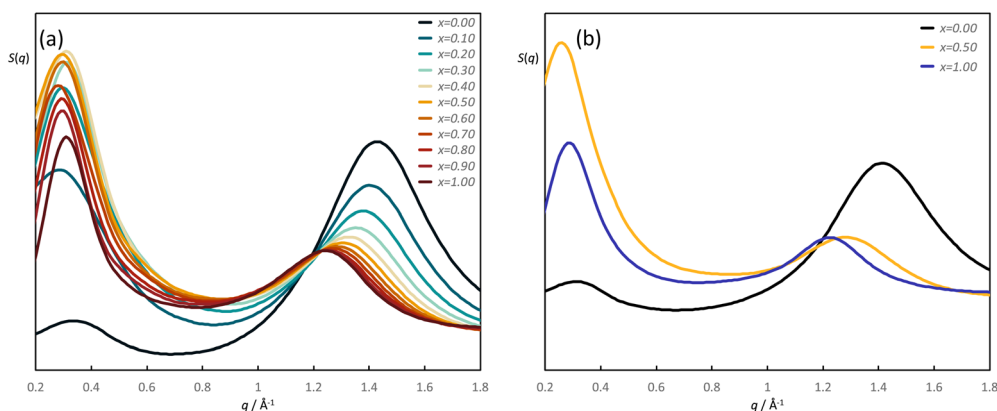 (a)
S(q)
x=0.00
x=0.10
x=0.20
x=0.30
x=0.40
x=0.50
x=0.60
x=0.70
x=0.80
x=0.90
x=1.00
0.2 0.4 0.6 0.8 1 1.2 1.4 1.6 1.8
q / Å⁻¹
(b)
S(q)
x=0.00
x=0.50
x=1.00
0.2 0.4 0.6 0.8 1 1.2 1.4 1.6 1.8
q / Å⁻¹